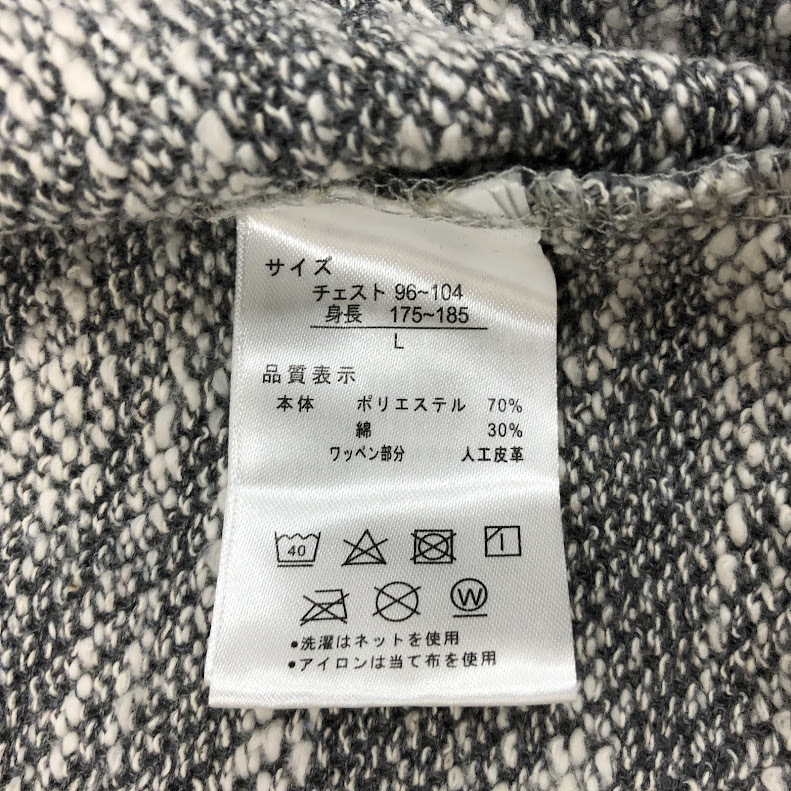 サイズ
チェスト 96~104
身長 175~185
L
品質表示
本体 ポリエステル 70%
綿 30%
ワッペン部分 人工皮革
40
W
●洗濯はネットを使用
●アイロンは当て布を使用